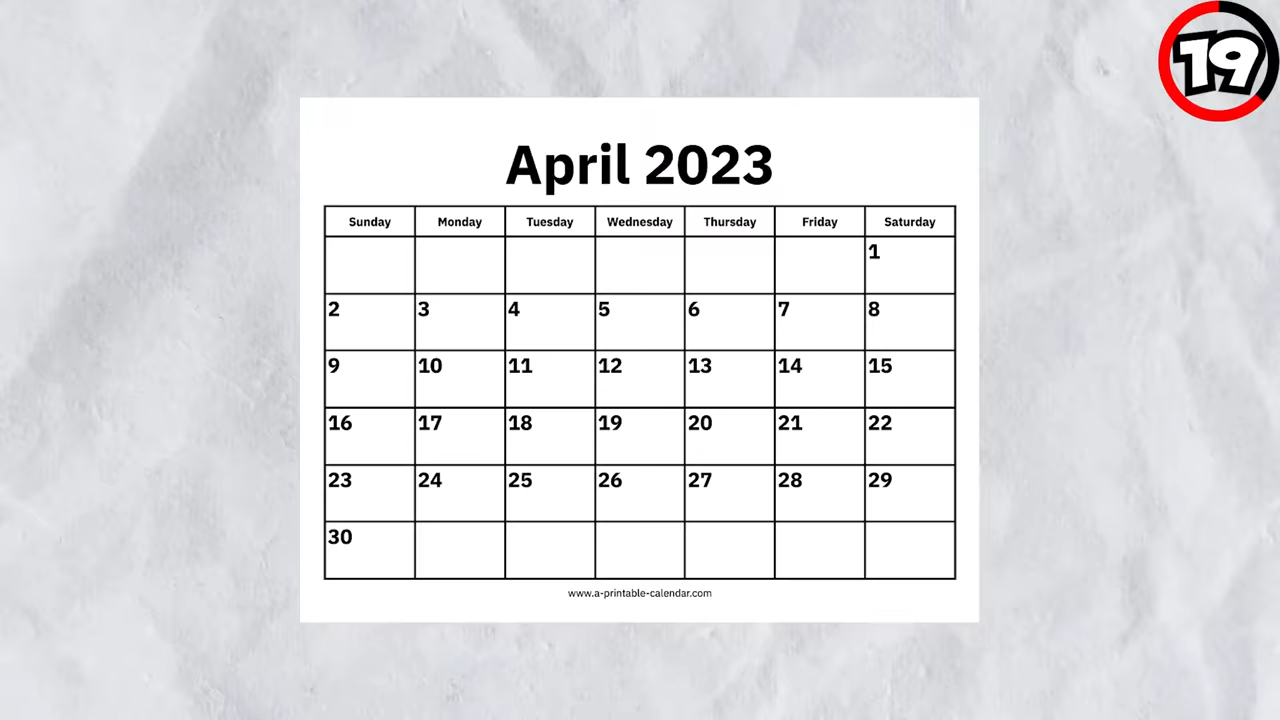 19
April 2023
Sunday Monday Tuesday Wednesday Thursday Friday Saturday
1
2 3 4 5 6 7 8
9 10 11 12 13 14 15
16 17 18 19 20 21 22
23 24 25 26 27 28 29
30
www.a-printable-calendar.com